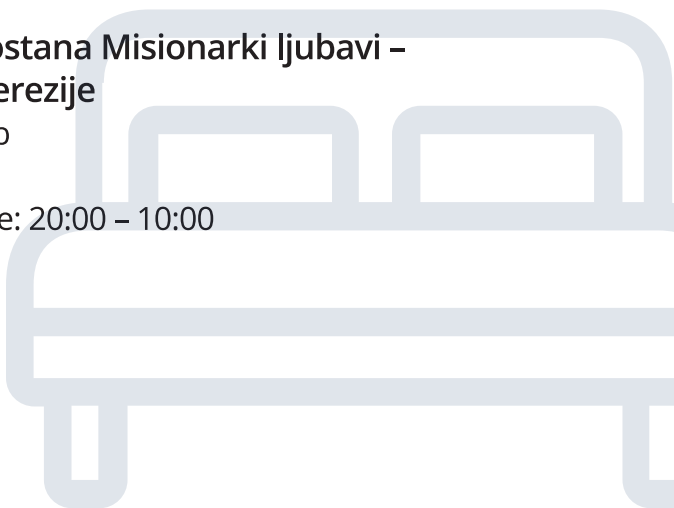 ostana Misionarki ljubavi –
erezije
o
e: 20:00 – 10:00